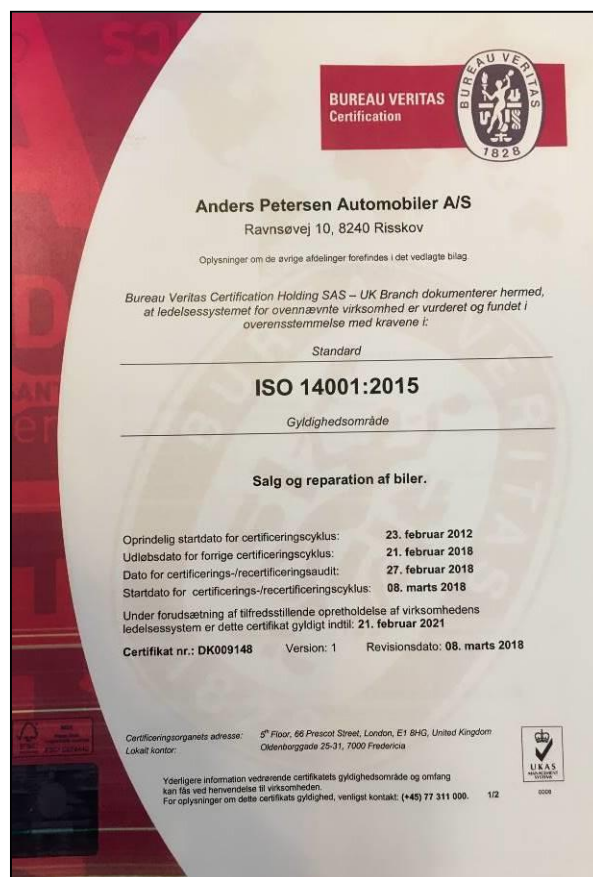 BUREAU VERITAS
Certification
BUREAU VERITAS
1828
Anders Petersen Automobiler A/S
Ravnsøvej 10, 8240 Risskov
Oplysninger om de øvrige afdelinger forefindes i det vedlagte bilag.
Bureau Veritas Certification Holding SAS – UK Branch dokumenterer hermed,
at ledelsessystemet for ovennævnte virksomhed er vurderet og fundet i
overensstemmelse med kravene i:
Standard
ISO 14001:2015
Gyldighedsområde
Salg og reparation af biler.
Oprindelig startdato for certificeringscyklus: 23. februar 2012
Udløbsdato for forrige certificeringscyklus: 21. februar 2018
Dato for certificerings-/recertificeringsaudit: 27. februar 2018
Startdato for certificerings-/recertificeringscyklus: 08. marts 2018
Under forudsætning af tilfredsstillende opretholdelse af virksomhedens
ledelsessystem er dette certifikat gyldigt indtil: 21. februar 2021
Certifikat nr.: DK009148 Version: 1 Revisionsdato: 08. marts 2018
Certificeringsorganets adresse: 5th Floor, 66 Prescot Street, London, E1 8HG, United Kingdom
Lokalt kontor: Oldenborggade 25-31, 7000 Fredericia
UKAS
MANAGEMENT
SYSTEMS
0008
Yderligere information vedrørende certifikatets gyldighedsområde og omfang
kan fås ved henvendelse til virksomheden.
For oplysninger om dette certifikats gyldighed, venligst kontakt: (+45) 77 311 000. 1/2